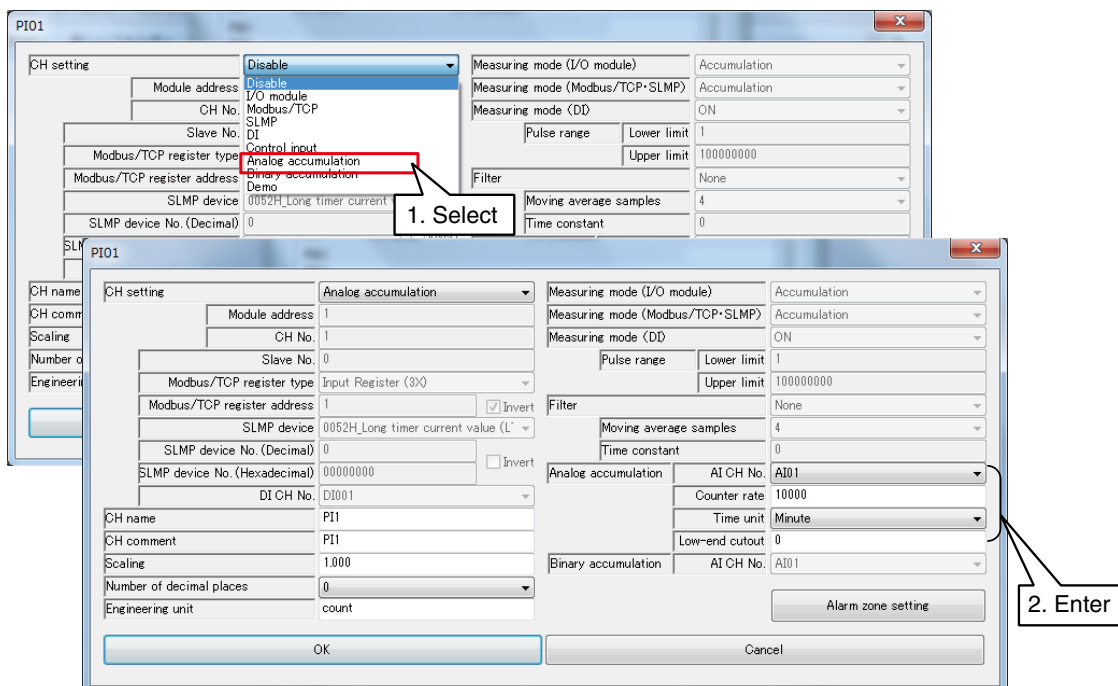 PI01
CH setting Disable Measuring mode (I/O module) Accumulation
Module address Disable Measuring mode (Modbus/TCP･SLMP) Accumulation
I/O module
CH No. Modbus/TCP Measuring mode (DI) ON
SLMP
Slave No. DI Pulse range Lower limit 1
Control input
Modbus/TCP register type Analog accumulation Upper limit 100000000
Modbus/TCP register address Binary accumulation Filter None
Demo
SLMP device 0052H_Long timer current Moving average samples 4
1. Select
SLMP device No. (Decimal) 0 Time constant 0
CH name
CH comm
Scaling
Number o
Engineeri
PI01
CH setting Analog accumulation Measuring mode (I/O module) Accumulation
Module address 1 Measuring mode (Modbus/TCP･SLMP) Accumulation
CH No. 1 Measuring mode (DI) ON
Slave No. 0 Pulse range Lower limit 1
Modbus/TCP register type Input Register (3X) Upper limit 100000000
Modbus/TCP register address 1 Invert Filter None
SLMP device 0052H_Long timer current value (L Moving average samples 4
SLMP device No. (Decimal) 0 Time constant 0
Invert
SLMP device No. (Hexadecimal) 00000000 Analog accumulation AI CH No. AI01
DI CH No. DI001 Counter rate 10000
CH name PI1 Time unit Minute
CH comment PI1 Low-end cutout 0
Scaling 1.000 Binary accumulation AI CH No. AI01
Number of decimal places 0
Engineering unit count Alarm zone setting
2. Enter
OK Cancel